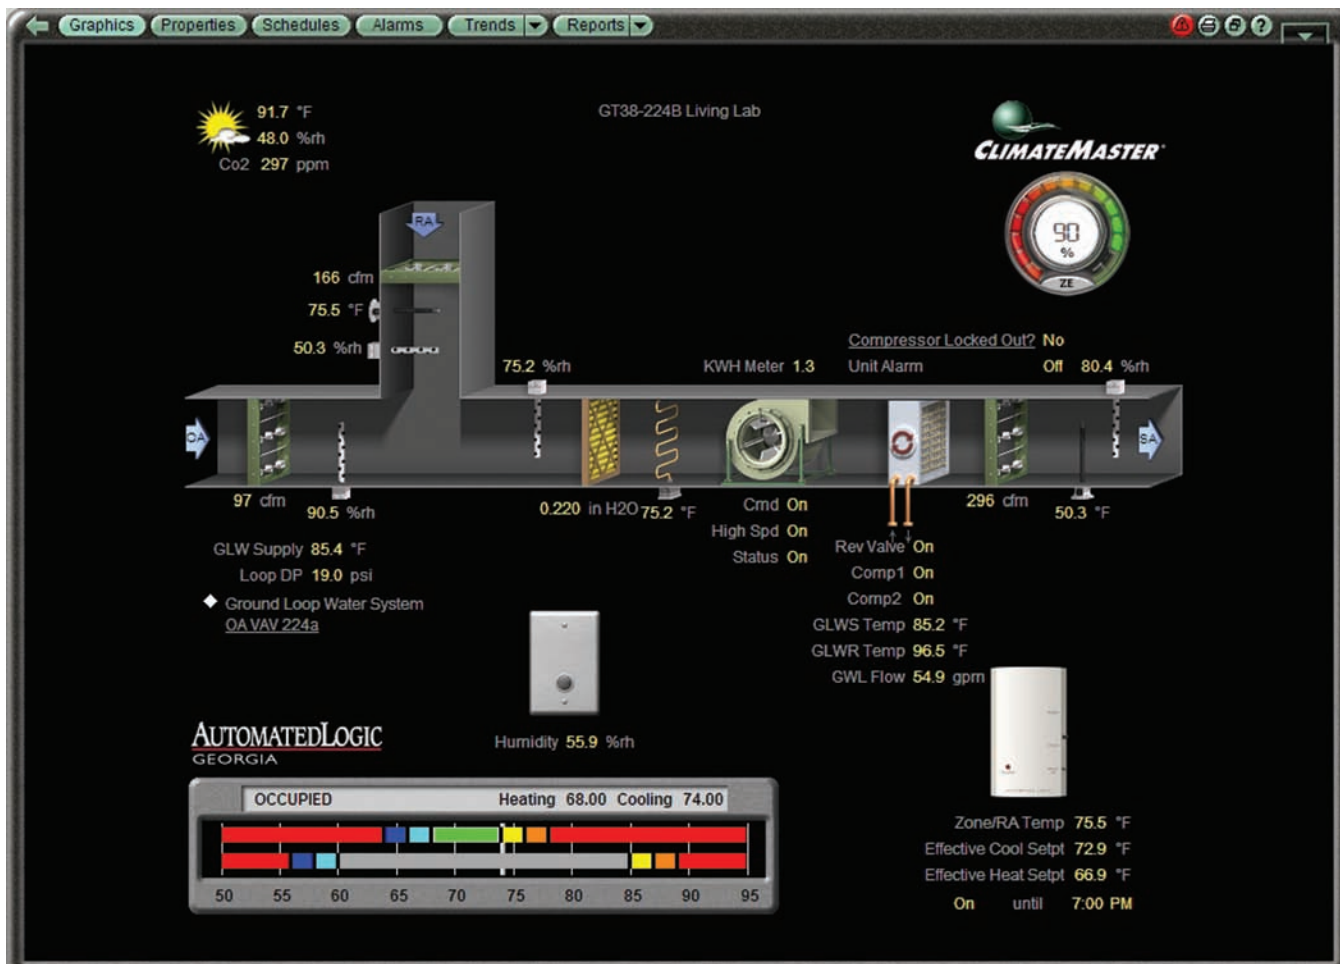 Graphics Properties Schedules Alarms Trends Reports ?
91.7 °F
48.0 %rh
Co2 297 ppm
GT38-224B Living Lab
CLIMATEMASTER
90
%
ZE
RA
166 cfm
75.5 °F
50.3 %rh
75.2 %rh
KWH Meter 1.3
Compressor Locked Out? No
Unit Alarm Off
80.4 %rh
OA
SA
97 cfm
90.5 %rh
0.220 in H2O
75.2 °F
Cmd On
High Spd On
Status On
296 cfm
50.3 °F
GLW Supply 85.4 °F
Loop DP 19.0 psi
Ground Loop Water System
OA VAV 224a
Rev Valve On
Comp1 On
Comp2 On
GLWS Temp 85.2 °F
GLWR Temp 96.5 °F
GWL Flow 54.9 gpm
Humidity 55.9 %rh
AUTOMATEDLOGIC
GEORGIA
OCCUPIED Heating 68.00 Cooling 74.00
50 55 60 65 70 75 80 85 90 95
Zone/RA Temp 75.5 °F
Effective Cool Setpt 72.9 °F
Effective Heat Setpt 66.9 °F
On until 7:00 PM